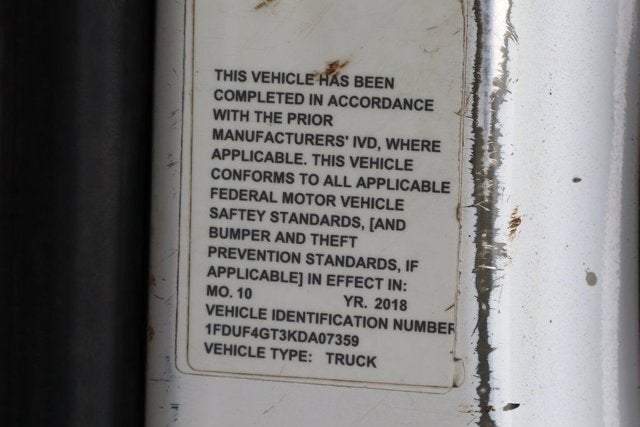 THIS VEHICLE HAS BEEN
COMPLETED IN ACCORDANCE
WITH THE PRIOR
MANUFACTURERS' IVD, WHERE
APPLICABLE. THIS VEHICLE
CONFORMS TO ALL APPLICABLE
FEDERAL MOTOR VEHICLE
SAFTEY STANDARDS, [AND
BUMPER AND THEFT
PREVENTION STANDARDS, IF
APPLICABLE] IN EFFECT IN:
MO. 10 YR. 2018
VEHICLE IDENTIFICATION NUMBER
1FDUF4GT3KDA07359
VEHICLE TYPE: TRUCK